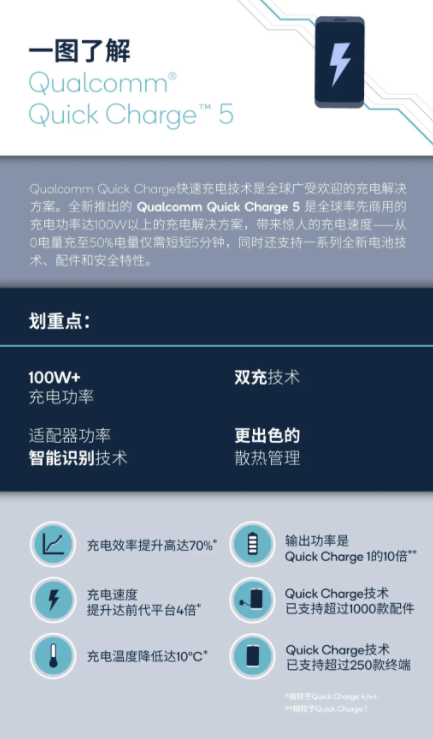 一图了解
Qualcomm®
Quick Charge™ 5
Qualcomm Quick Charge快速充电技术是全球广受欢迎的充电解决
方案。全新推出的 Qualcomm Quick Charge 5 是全球率先商用的
充电功率达100W以上的充电解决方案，带来惊人的充电速度——从
0电量充至50%电量仅需短短5分钟，同时还支持一系列全新电池技
术、配件和安全特性。
划重点：
100W+
充电功率
双充技术
适配器功率
智能识别技术
更出色的
散热管理
充电效率提升高达70%*
输出功率是
Quick Charge 1的10倍**
充电速度
提升达前代平台4倍*
Quick Charge技术
已支持超过1000款配件
充电温度降低达10°C*
Quick Charge技术
已支持超过250款终端
*相较于Quick Charge 4/4+
**相较于Quick Charge 1